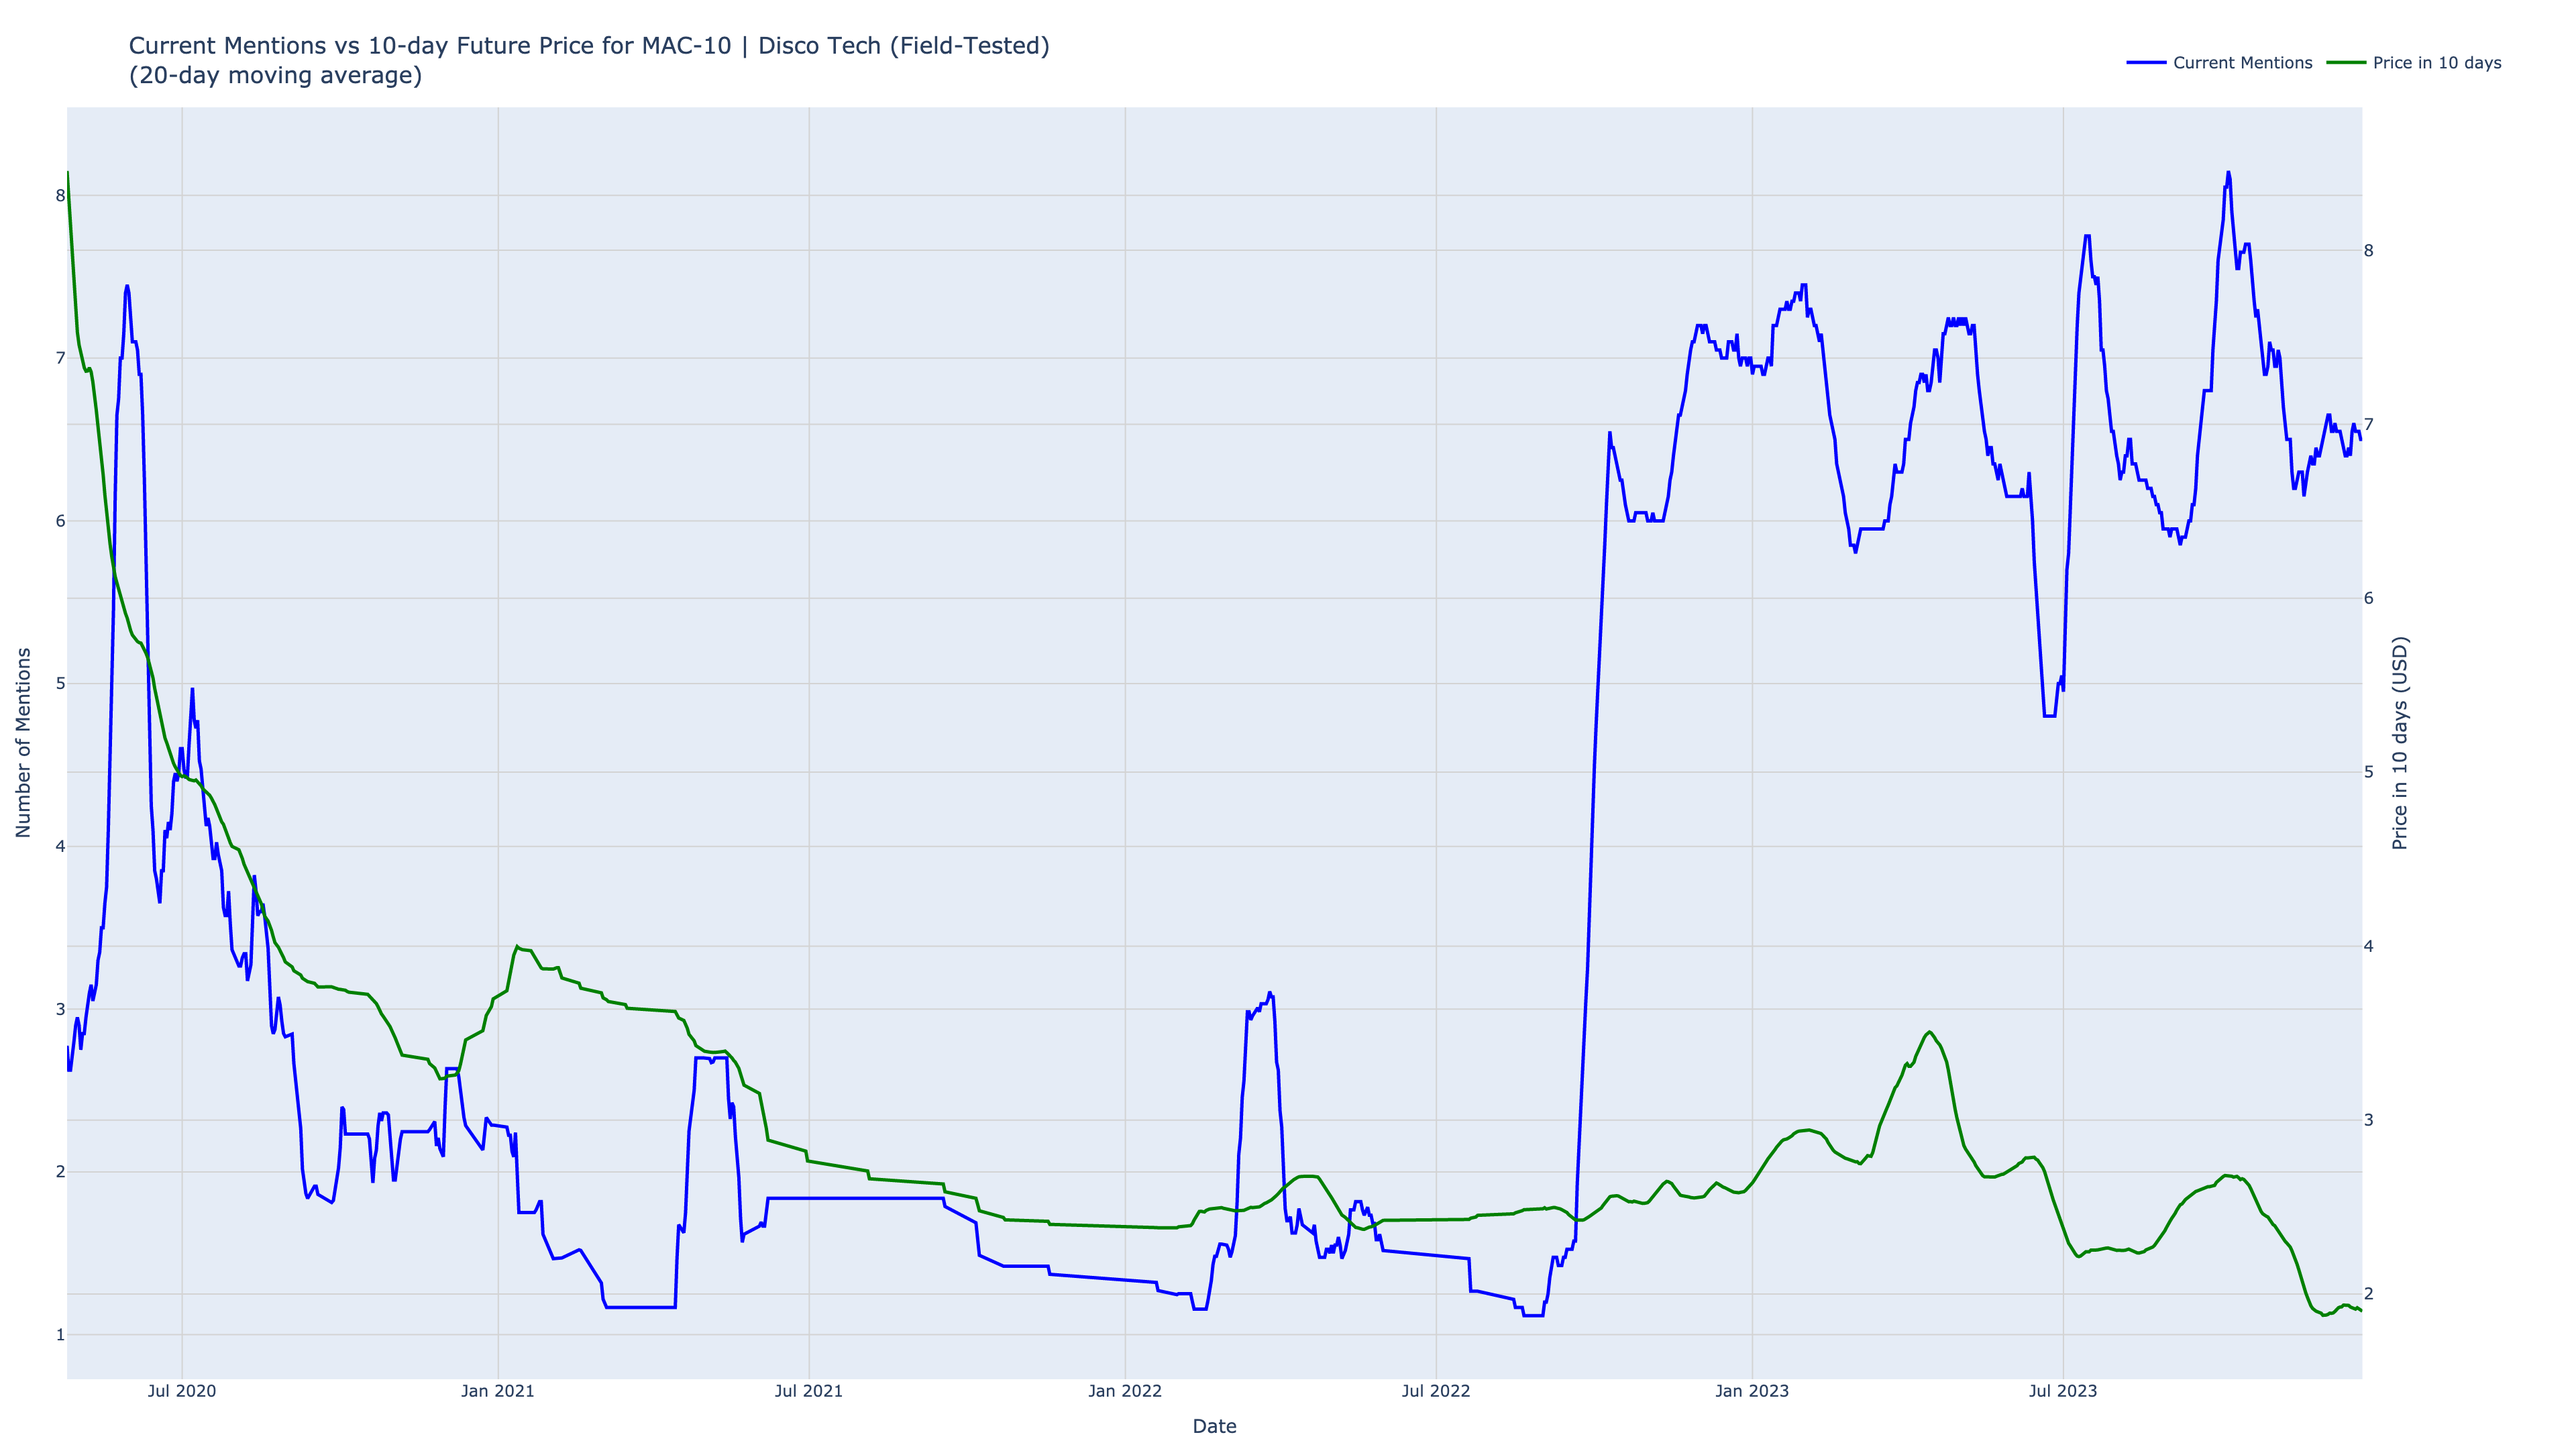 Current Mentions vs 10-day Future Price for MAC-10 | Disco Tech (Field-Tested)
(20-day moving average)
Current Mentions
Price in 10 days
Number of Mentions
8
7
6
5
4
3
2
1
8
7
6
5
4
3
2
Price in 10 days (USD)
Jul 2020
Jan 2021
Jul 2021
Jan 2022
Jul 2022
Jan 2023
Jul 2023
Date